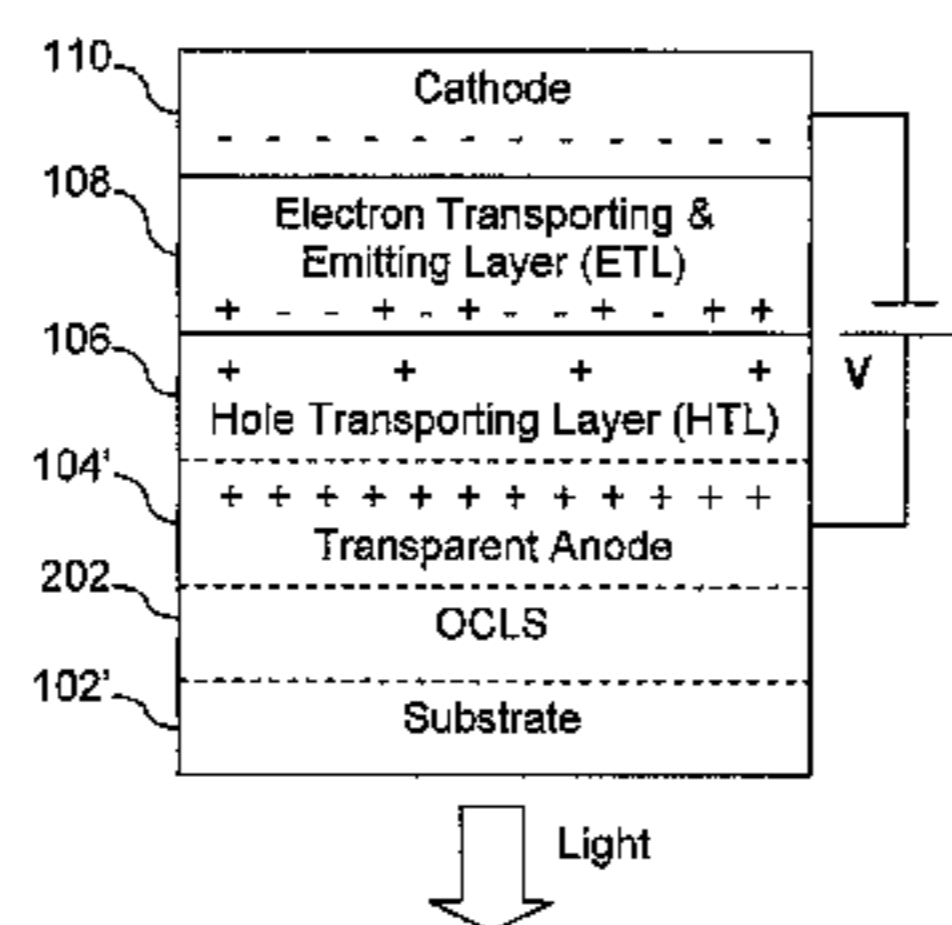 110
Cathode
- - - - - - - - - - - -
108
Electron Transporting &
Emitting Layer (ETL)
+ - - + - + - - + - + +
106
+ + + +
V
Hole Transporting Layer (HTL)
104'
+ + + + + + + + + + + +
Transparent Anode
202
OCLS
102'
Substrate
Light